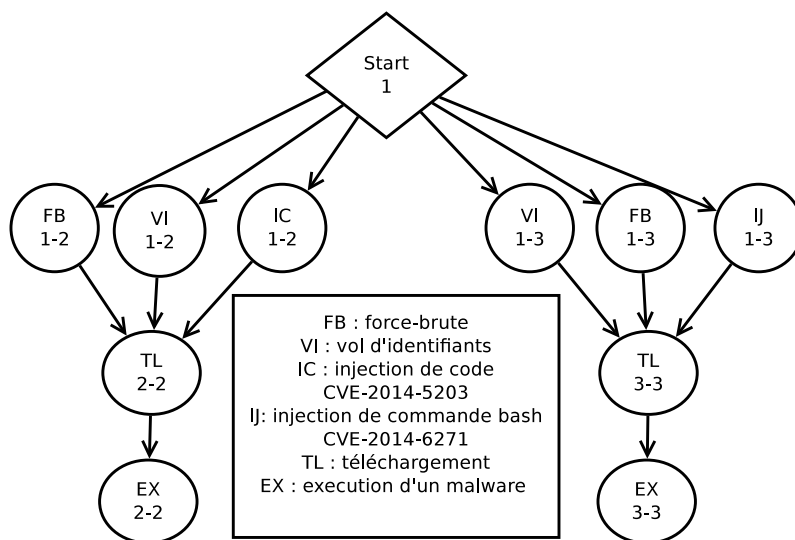 Start
1
FB
1-2
VI
1-2
IC
1-2
VI
1-3
FB
1-3
IJ
1-3
TL
2-2
TL
3-3
EX
2-2
EX
3-3
FB : force-brute
VI : vol d'identifiants
IC : injection de code
CVE-2014-5203
IJ: injection de commande bash
CVE-2014-6271
TL : téléchargement
EX : execution d'un malware